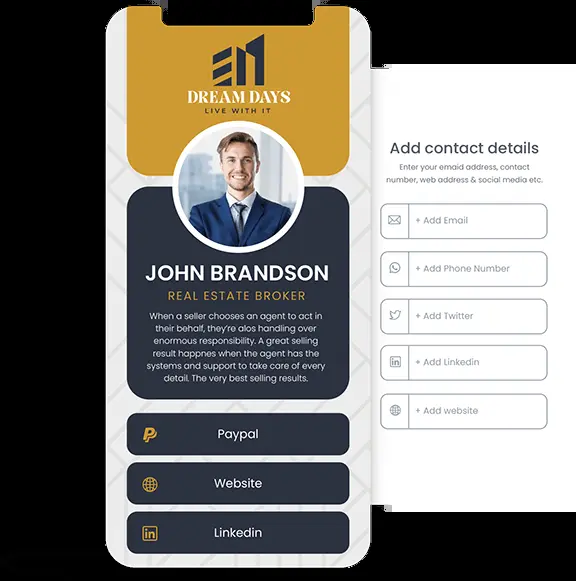 DREAM DAYS
LIVE WITH IT
JOHN BRANDSON
REAL ESTATE BROKER
When a seller chooses an agent to act in
their behalf, they're alos handling over
enormous responsibility. A great selling
result happnes when the agent has the
systems and support to take care of every
detail. The very best selling results.
Paypal
Website
Linkedin
Add contact details
Enter your emaid address, contact
number, web address & social media etc.
+ Add Email
+ Add Phone Number
+ Add Twitter
+ Add Linkedin
+ Add website